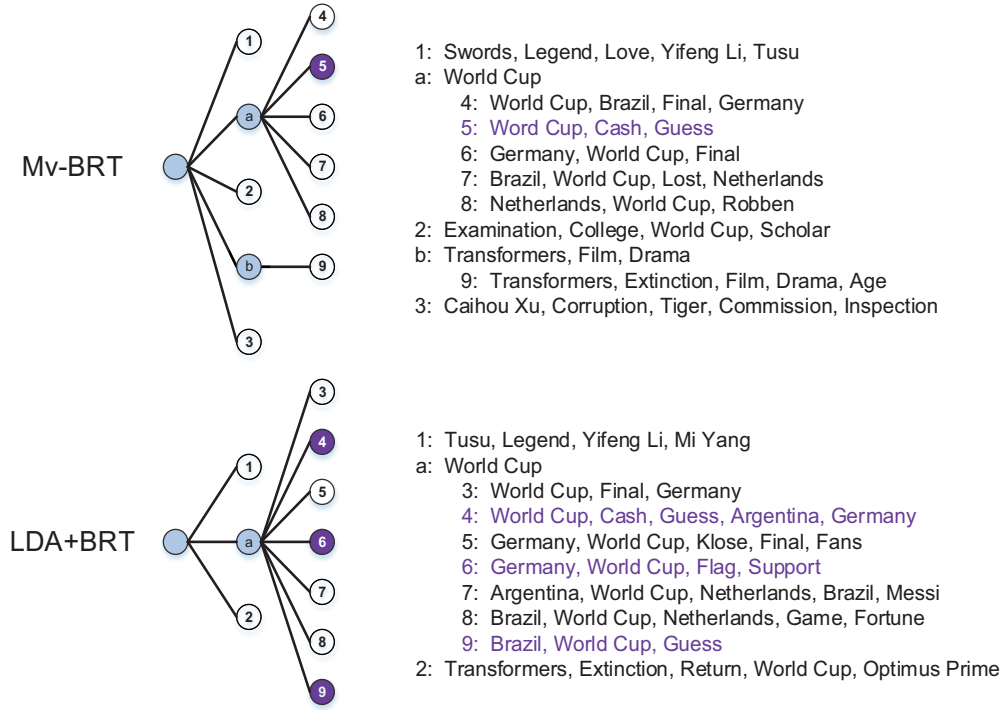 Mv-BRT
1
a
2
b
3
4
5
6
7
8
9
1: Swords, Legend, Love, Yifeng Li, Tusu
a: World Cup
4: World Cup, Brazil, Final, Germany
5: Word Cup, Cash, Guess
6: Germany, World Cup, Final
7: Brazil, World Cup, Lost, Netherlands
8: Netherlands, World Cup, Robben
2: Examination, College, World Cup, Scholar
b: Transformers, Film, Drama
9: Transformers, Extinction, Film, Drama, Age
3: Caihou Xu, Corruption, Tiger, Commission, Inspection
LDA+BRT
1
a
2
3
4
5
6
7
8
9
1: Tusu, Legend, Yifeng Li, Mi Yang
a: World Cup
3: World Cup, Final, Germany
4: World Cup, Cash, Guess, Argentina, Germany
5: Germany, World Cup, Klose, Final, Fans
6: Germany, World Cup, Flag, Support
7: Argentina, World Cup, Netherlands, Brazil, Messi
8: Brazil, World Cup, Netherlands, Game, Fortune
9: Brazil, World Cup, Guess
2: Transformers, Extinction, Return, World Cup, Optimus Prime